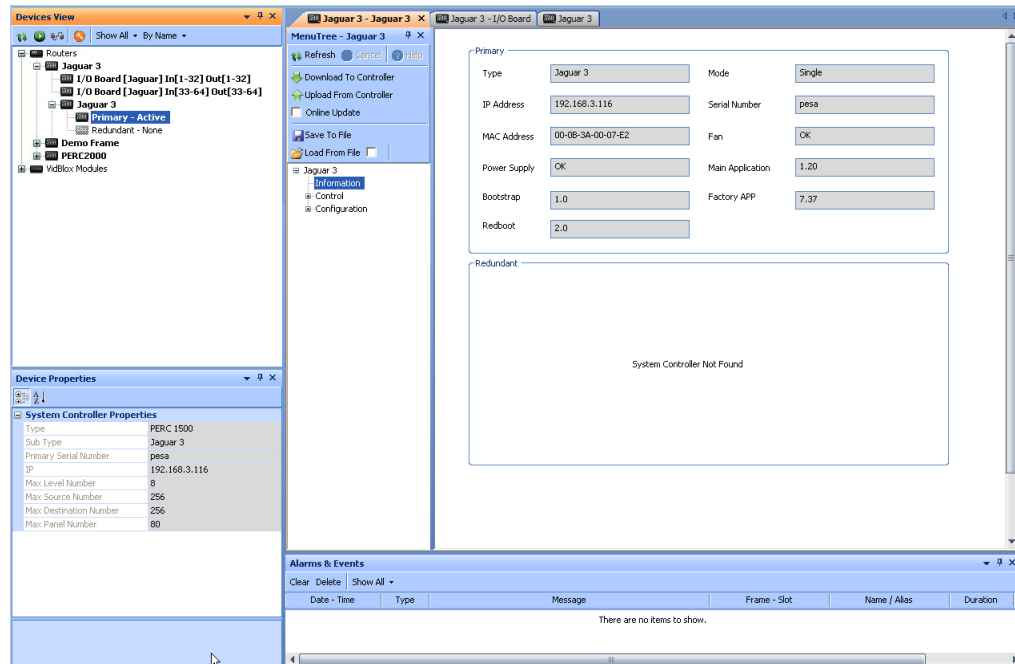 Devices View
Show All By Name
Routers
Jaguar 3
I/O Board [Jaguar] In[1-32] Out[1-32]
I/O Board [Jaguar] In[33-64] Out[33-64]
Jaguar 3
Primary - Active
Redundant - None
Demo Frame
PERC2000
VidBlox Modules
Device Properties
System Controller Properties
Type PERC 1500
Sub Type Jaguar 3
Primary Serial Number pesa
IP 192.168.3.116
Max Level Number 8
Max Source Number 256
Max Destination Number 256
Max Panel Number 80
Jaguar 3 - Jaguar 3 X Jaguar 3 - I/O Board Jaguar 3
MenuTree - Jaguar 3
Refresh Cancel Help
Download To Controller
Upload From Controller
Online Update
Save To File
Load From File
Jaguar 3
Information
Control
Configuration
Primary
Type Jaguar 3 Mode Single
IP Address 192.168.3.116 Serial Number pesa
MAC Address 00-0B-3A-00-07-E2 Fan OK
Power Supply OK Main Application 1.20
Bootstrap 1.0 Factory APP 7.37
Redboot 2.0
Redundant
System Controller Not Found
Alarms & Events
Clear Delete Show All
Date - Time Type Message Frame - Slot Name / Alias Duration
There are no items to show.